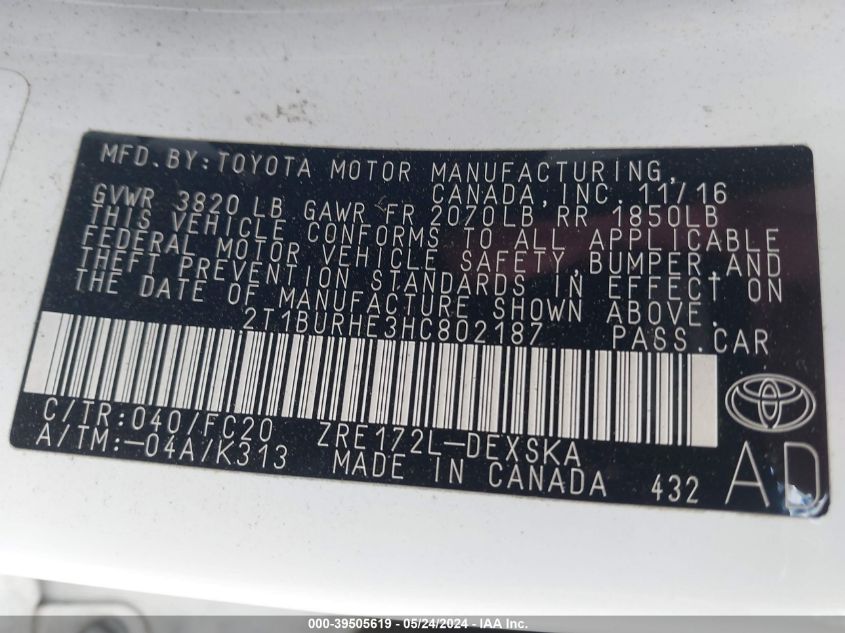 MFD.BY:TOYOTA MOTOR MANUFACTURING,
CANADA,INC. 11/16
GVWR 3820 LB GAWR FR 2070LB RR 1850LB
THIS VEHICLE CONFORMS TO ALL APPLICABLE
FEDERAL MOTOR VEHICLE SAFETY,BUMPER,AND
THEFT PREVENTION STANDARDS IN EFFECT ON
THE DATE OF MANUFACTURE SHOWN ABOVE.
2T1BURHE3HC802187 PASS.CAR
C/TR:040/FC20 ZRE172L-DEXSKA
A/TM:-04A/K313 MADE IN CANADA 432 AD
000-39505619 - 05/24/2024 - IAA Inc.